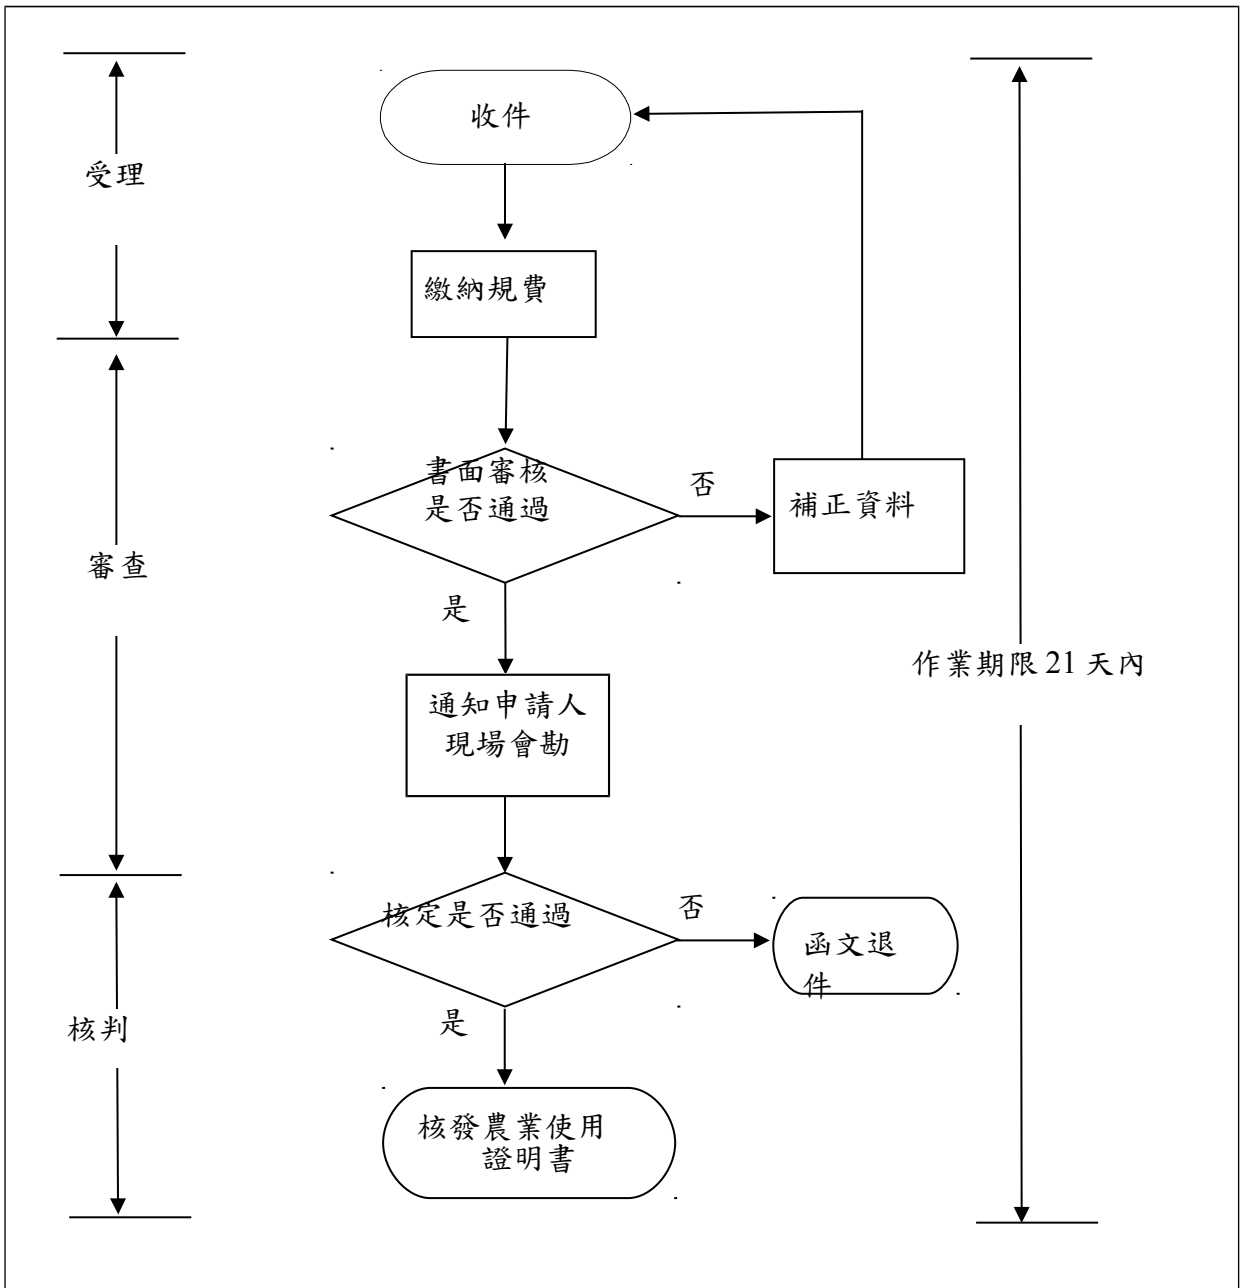 收件
受理
繳納規費
書面審核
是否通過
否
補正資料
審查
是
作業期限 21 天內
通知申請人
現場會勘
核定是否通過
否
函文退
件
是
核判
核發農業使用
證明書